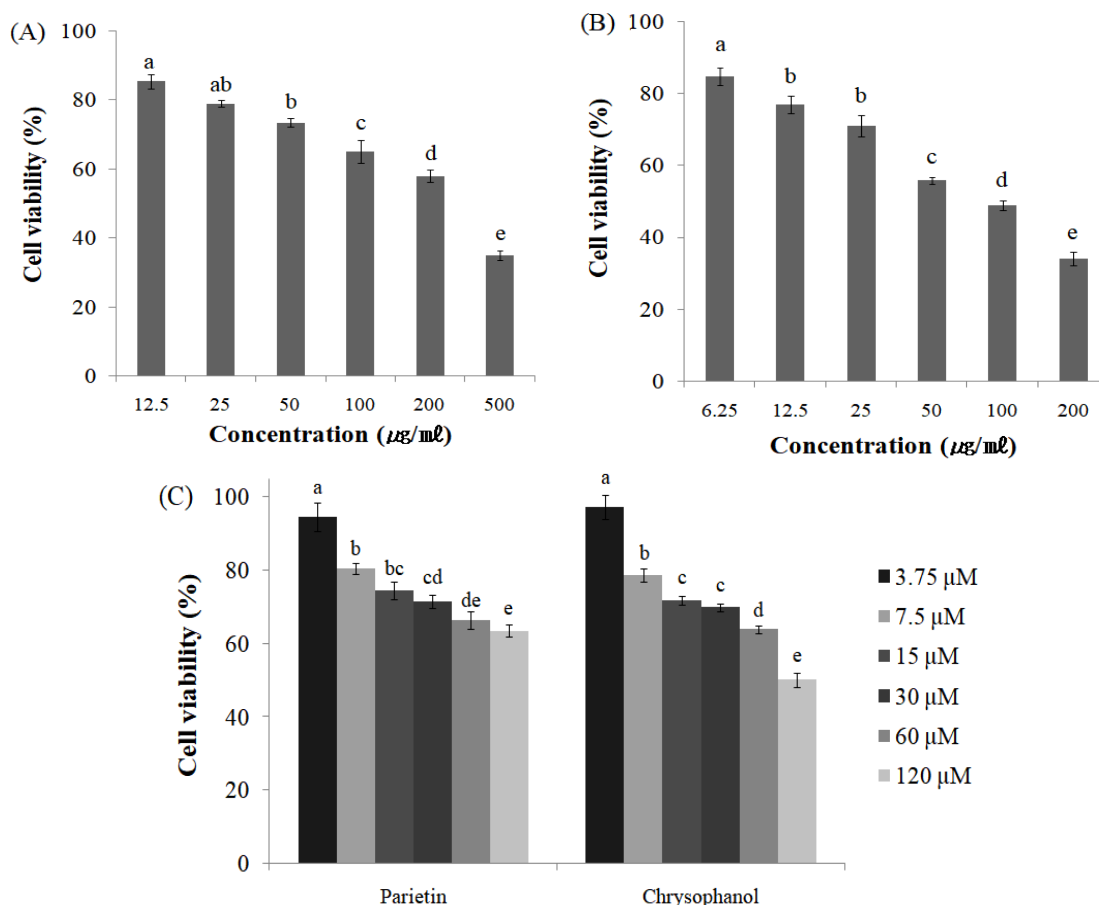 (A)
100
80
60
40
20
0
Cell viability (%)
a
ab
b
c
d
e
12.5 25 50 100 200 500
Concentration (㎍/㎖)
(B)
100
80
60
40
20
0
Cell viability (%)
a
b
b
c
d
e
6.25 12.5 25 50 100 200
Concentration (㎍/㎖)
(C)
100
80
60
40
20
0
Cell viability (%)
a
b
bc
cd
de
e
a
b
c
c
d
e
Parietin Chrysophanol
3.75 µM
7.5 µM
15 µM
30 µM
60 µM
120 µM